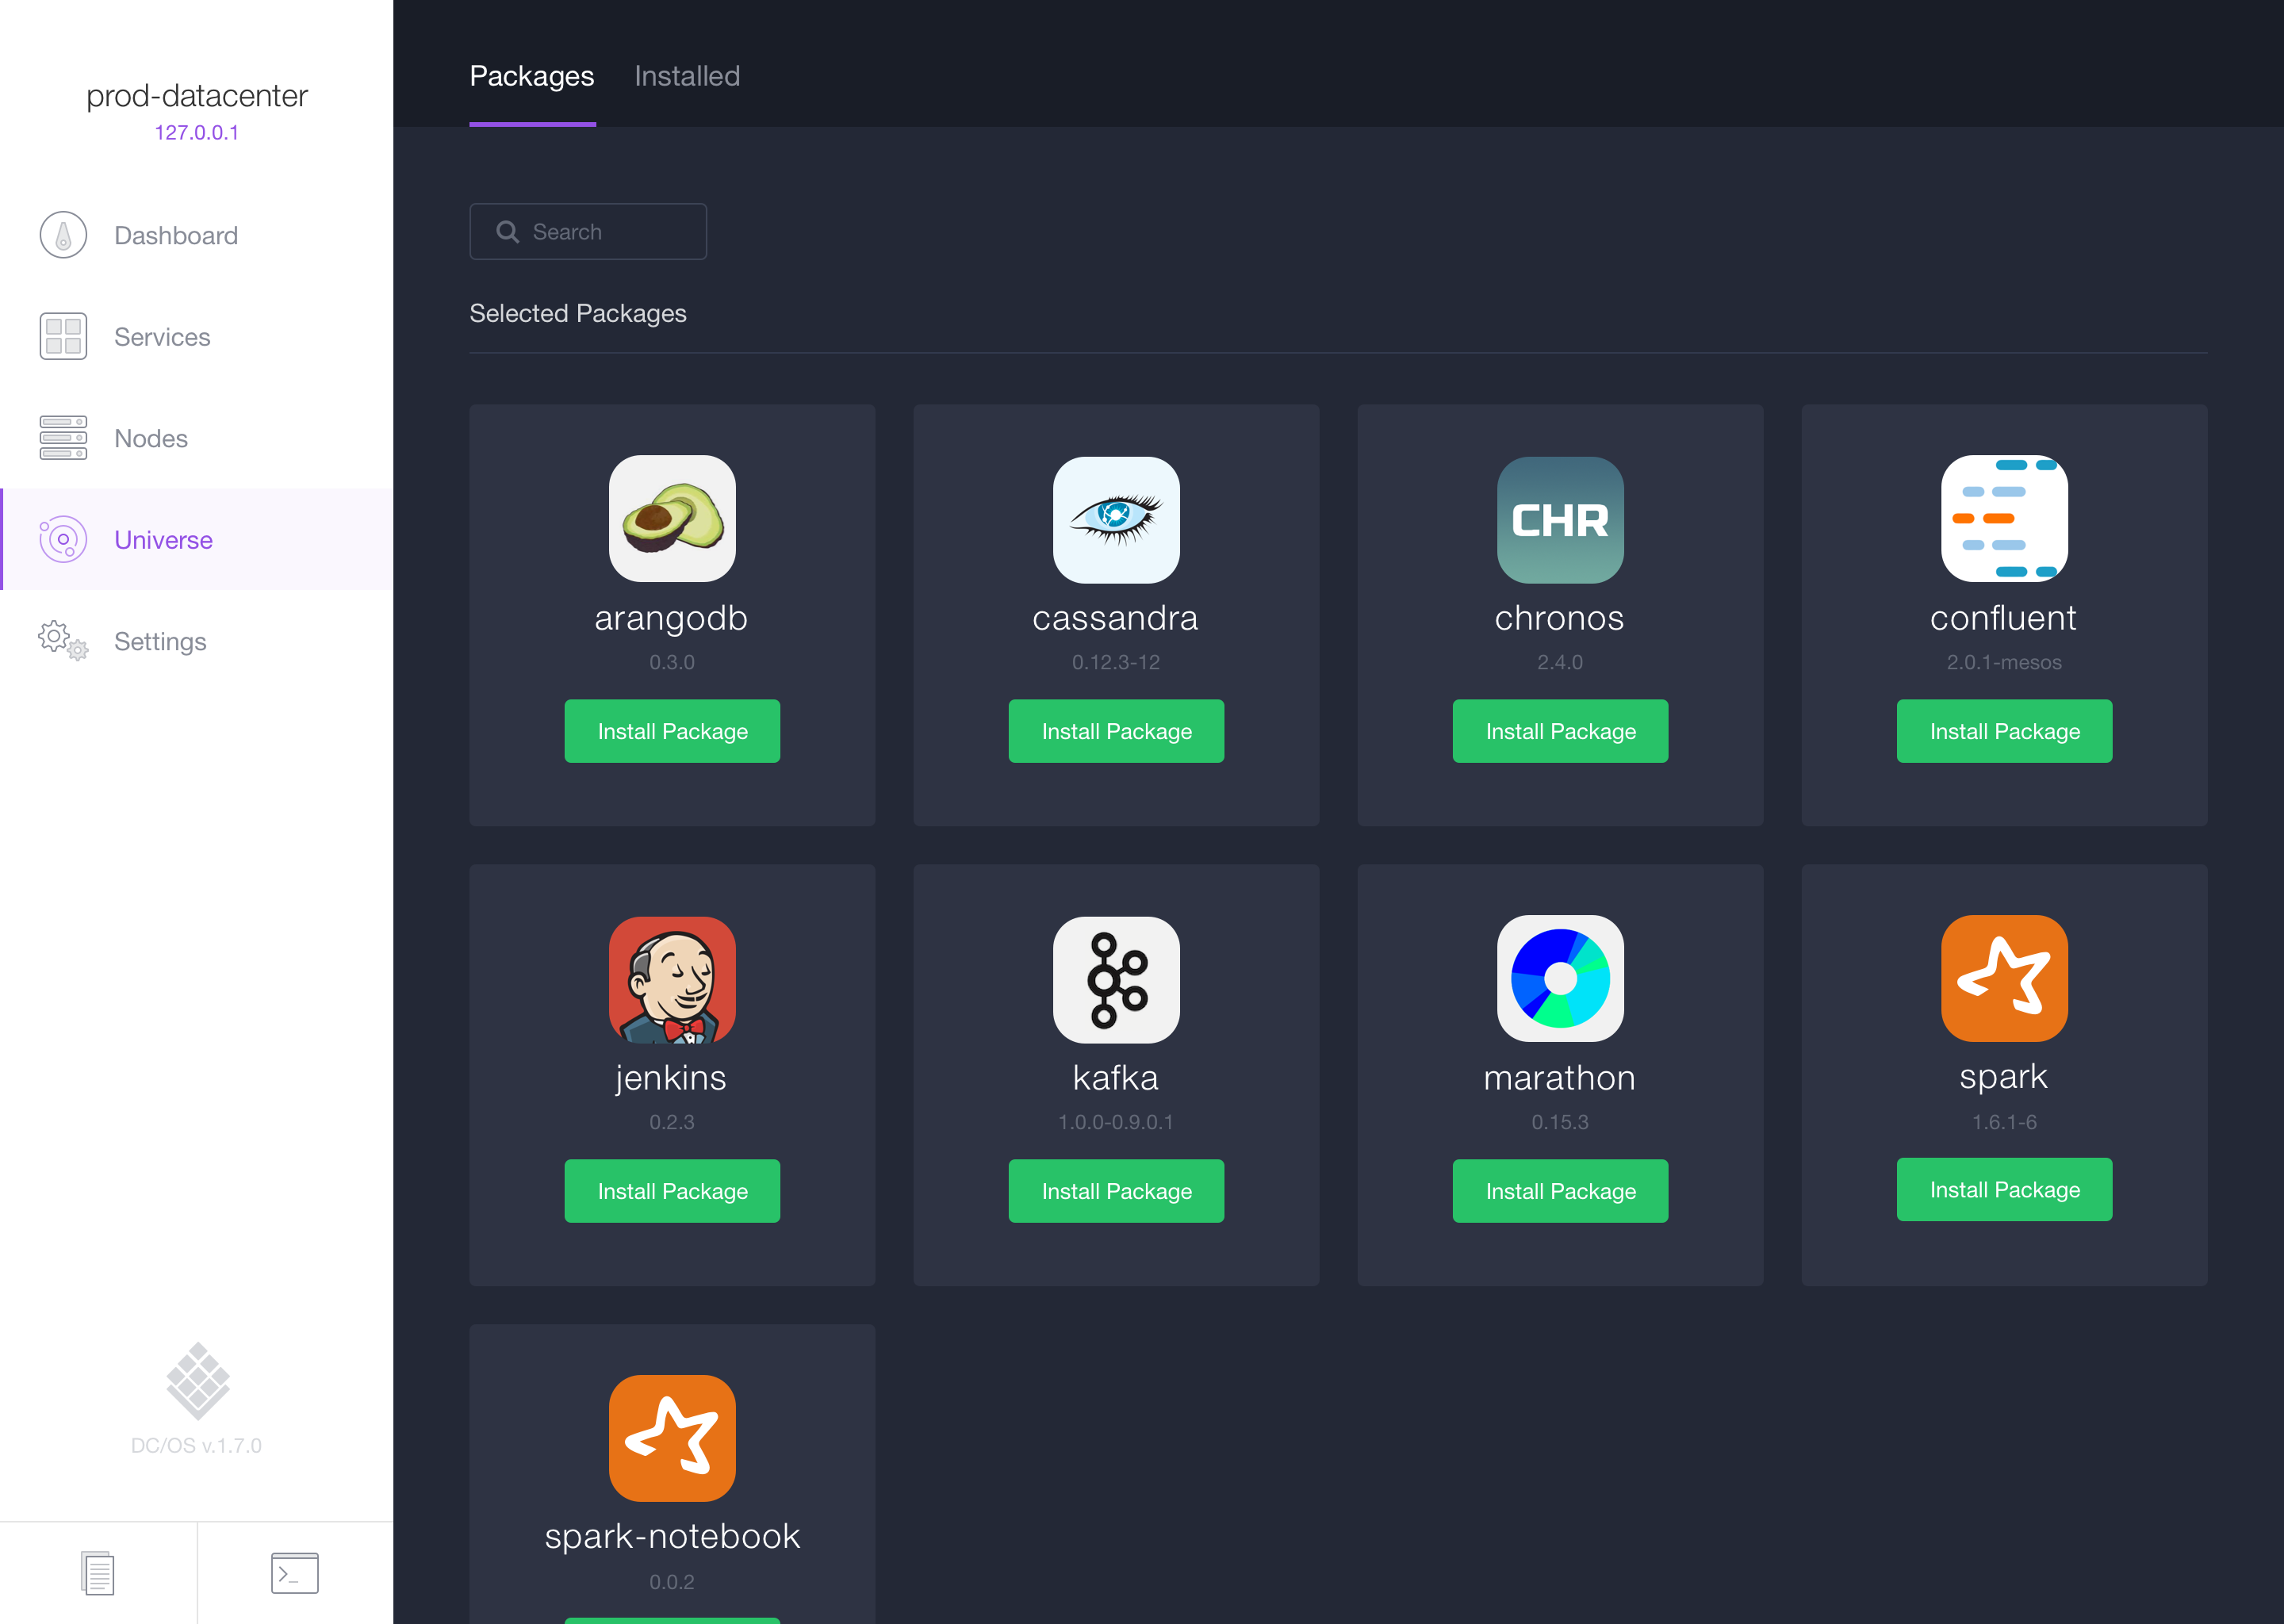 prod-datacenter
127.0.0.1
Dashboard
Services
Nodes
Universe
Settings
DC/OS v.1.7.0
>_
Packages
Installed
Search
Selected Packages
arangodb
0.3.0
Install Package
cassandra
0.12.3-12
Install Package
CHR
chronos
2.4.0
Install Package
confluent
2.0.1-mesos
Install Package
jenkins
0.2.3
Install Package
kafka
1.0.0-0.9.0.1
Install Package
marathon
0.15.3
Install Package
spark
1.6.1-6
Install Package
spark-notebook
0.0.2